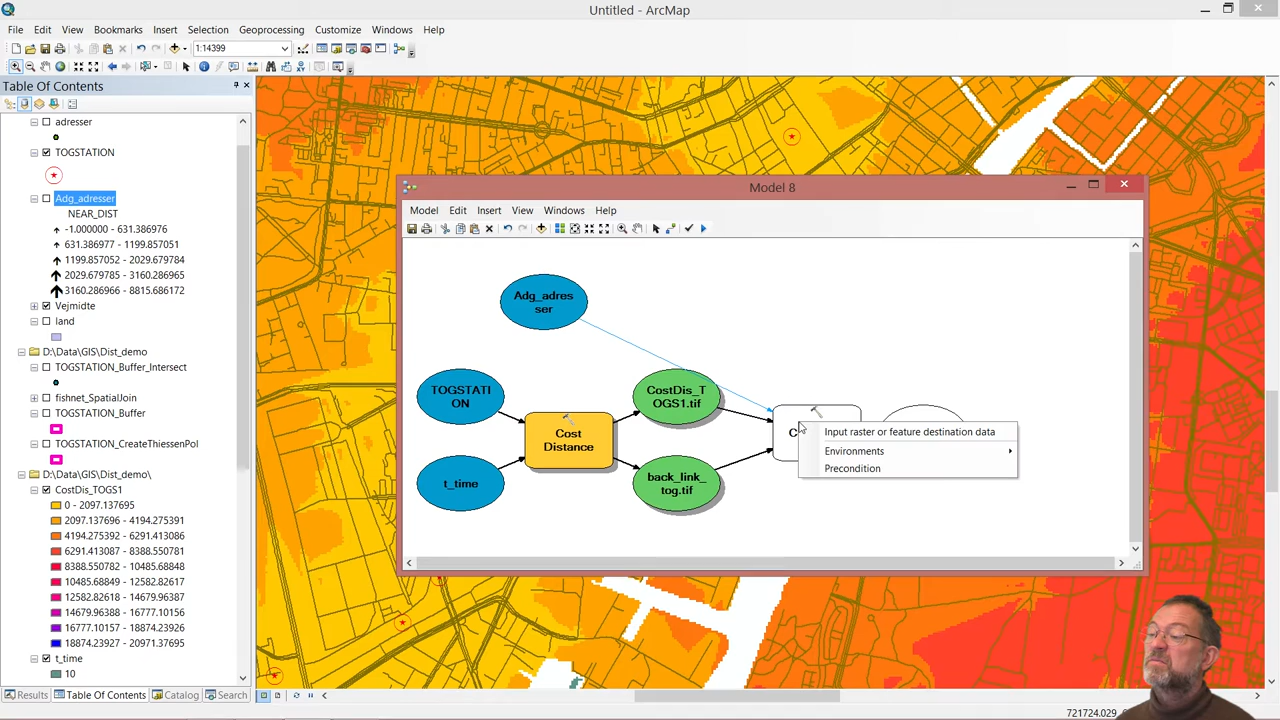 Untitled - ArcMap
File Edit View Bookmarks Insert Selection Geoprocessing Customize Windows Help
1:14399
Table Of Contents
adresser
TOGSTATION
Adg_adresser
NEAR_DIST
-1.000000 - 631.386976
631.386977 - 1199.857051
1199.857052 - 2029.679784
2029.679785 - 3160.286965
3160.286966 - 8815.686172
Vejmidte
land
D:\Data\GIS\Dist_demo
TOGSTATION_Buffer_Intersect
fishnet_SpatialJoin
TOGSTATION_Buffer
TOGSTATION_CreateThiessenPol
D:\Data\GIS\Dist_demo\
CostDis_TOGS1
0 - 2097.137695
2097.137696 - 4194.275391
4194.275392 - 6291.413086
6291.413087 - 8388.550781
8388.550782 - 10485.68848
10485.68849 - 12582.82617
12582.82618 - 14679.96387
14679.96388 - 16777.10156
16777.10157 - 18874.23926
18874.23927 - 20971.37695
t_time
10
Results Table Of Contents Catalog Search
Model 8
Model Edit Insert View Windows Help
Adg_adres
ser
TOGSTATI
ON
CostDis_T
OGS1.tif
Cost
Distance
t_time
back_link_
tog.tif
C
Input raster or feature destination data
Environments
Precondition